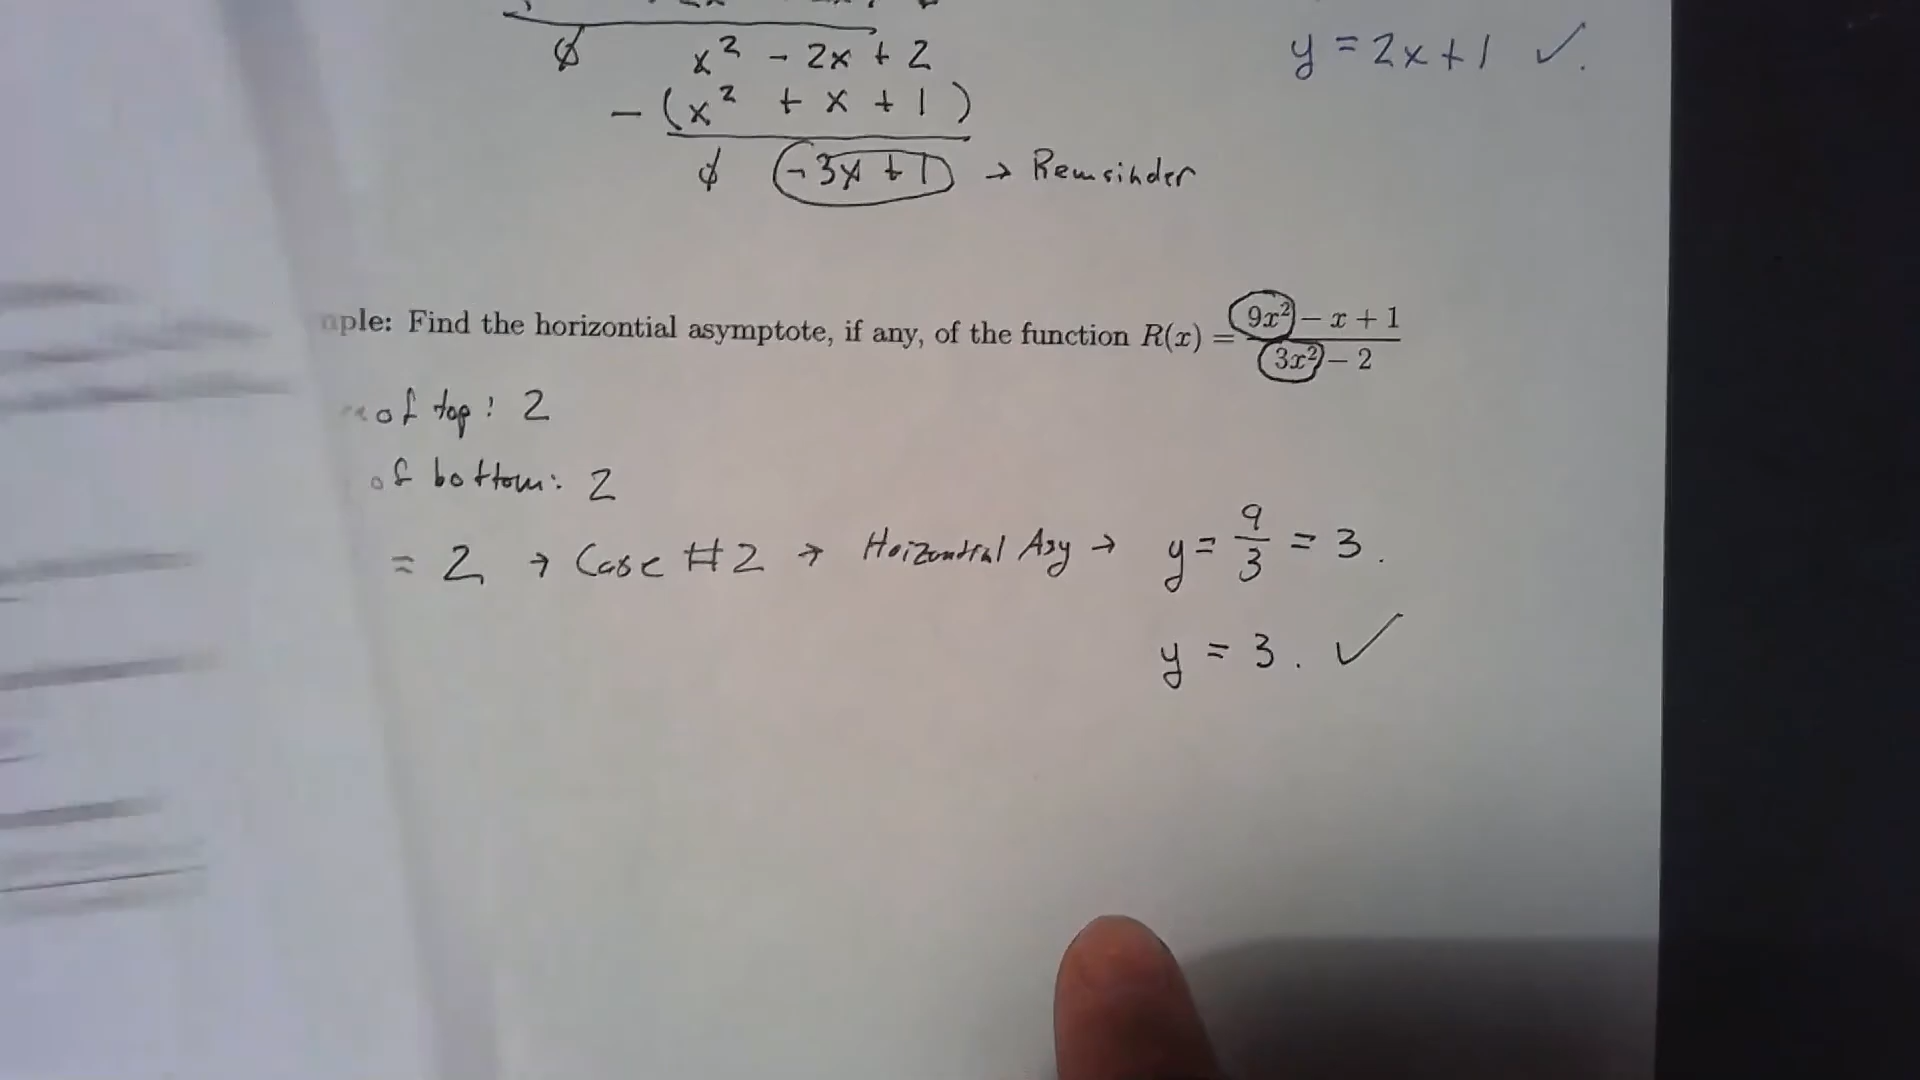 x² - 2x + 2
y = 2x + 1 ✓.
- (x² + x + 1)
-3x + 1 → Remainder
ple: Find the horizontial asymptote, if any, of the function R(x) = 9x² - x + 1 / 3x² - 2
of top: 2
of bottom: 2
= 2 → Case #2 → Hoizontial Asy → y = 9/3 = 3.
y = 3. ✓